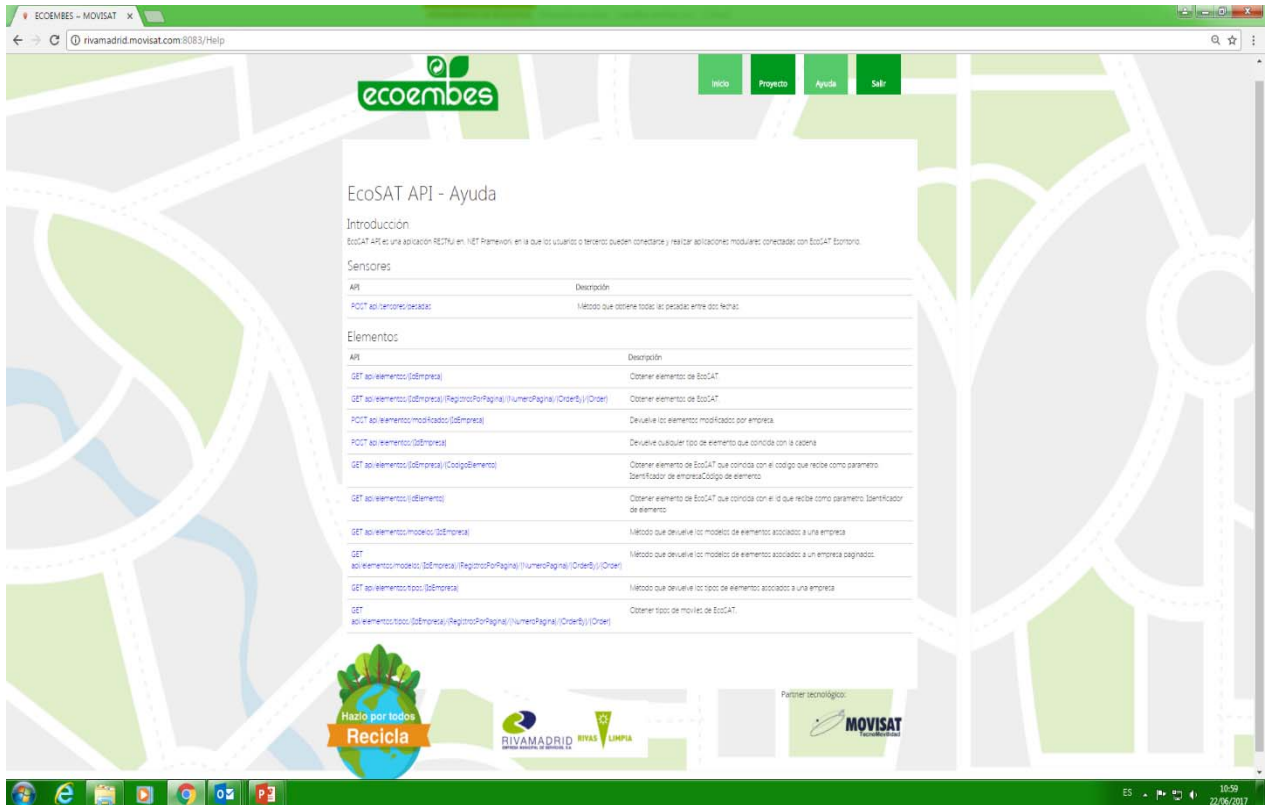 ECOEMBES – MOVISAT
rivamadrid.movisat.com:8083/Help
ecoembes
Inicio Proyecto Ayuda Salir
EcoSAT API - Ayuda
Introducción
EcoSAT API es una aplicación RESTful en .NET Framework en la que los usuarios o terceros pueden conectarse y realizar aplicaciones modulares conectadas con EcoSAT Escritorio.
Sensores
API Descripción
POST api/sensores/pesadas Método que obtiene todas las pesadas entre dos fechas
Elementos
API Descripción
GET api/elementos/{IdEmpresa} Obtener elementos de EcoSAT
GET api/elementos/{IdEmpresa}/{RegistrosPorPagina}/{NumeroPagina}/{OrderBy}/{Order} Obtener elementos de EcoSAT.
POST api/elementos/modificados/{IdEmpresa} Devuelve los elementos modificados por empresa
POST api/elementos/{IdEmpresa} Devuelve cualquier tipo de elemento que coincida con la cadena
GET api/elementos/{IdEmpresa}/{CodigoElemento} Obtener elemento de EcoSAT que coincida con el codigo que recibe como parametro.
Identificador de empresaCódigo de elemento
GET api/elementos/{IdElemento} Obtener elemento de EcoSAT que coincida con el id que recibe como parametro. Identificador
de elemento
GET api/elementos/modelos/{IdEmpresa} Método que devuelve los modelos de elementos asociados a una empresa
GET Método que devuelve los modelos de elementos asociados a un empresa paginados.
api/elementos/modelos/{IdEmpresa}/{RegistrosPorPagina}/{NumeroPagina}/{OrderBy}/{Order}
GET api/elementos/tipos/{IdEmpresa} Método que devuelve los tipos de elementos asociados a una empresa
GET Obtener tipos de moviles de EcoSAT.
api/elementos/tipos/{IdEmpresa}/{RegistrosPorPagina}/{NumeroPagina}/{OrderBy}/{Order}
Hazlo por todos
Recicla
RIVAMADRID
EMPRESA MUNICIPAL DE SERVICIOS, S.A.
RIVAS LIMPIA
Partner tecnológico:
MOVISAT
TecnoMovilidad
ES
10:59
22/06/2017